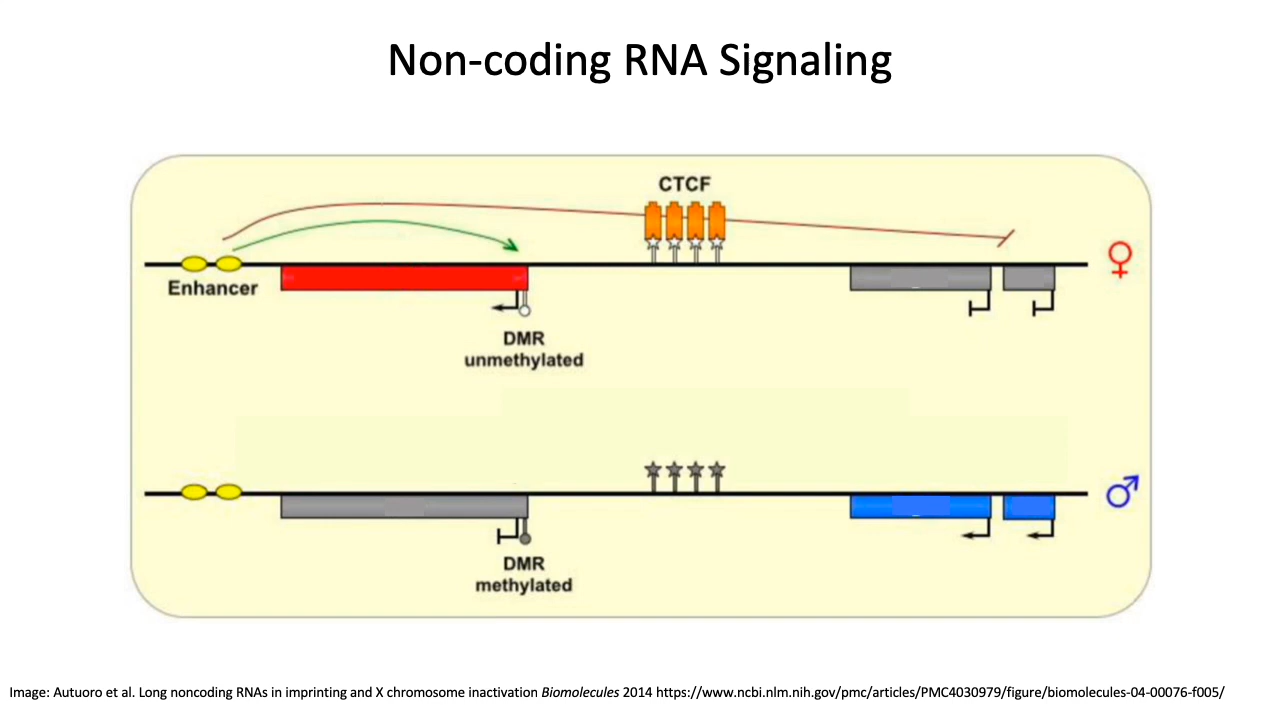 Non-coding RNA Signaling
CTCF
♀
Enhancer
DMR
unmethylated
♂
DMR
methylated
Image: Autuoro et al. Long noncoding RNAs in imprinting and X chromosome inactivation Biomolecules 2014 https://www.ncbi.nlm.nih.gov/pmc/articles/PMC4030979/figure/biomolecules-04-00076-f005/